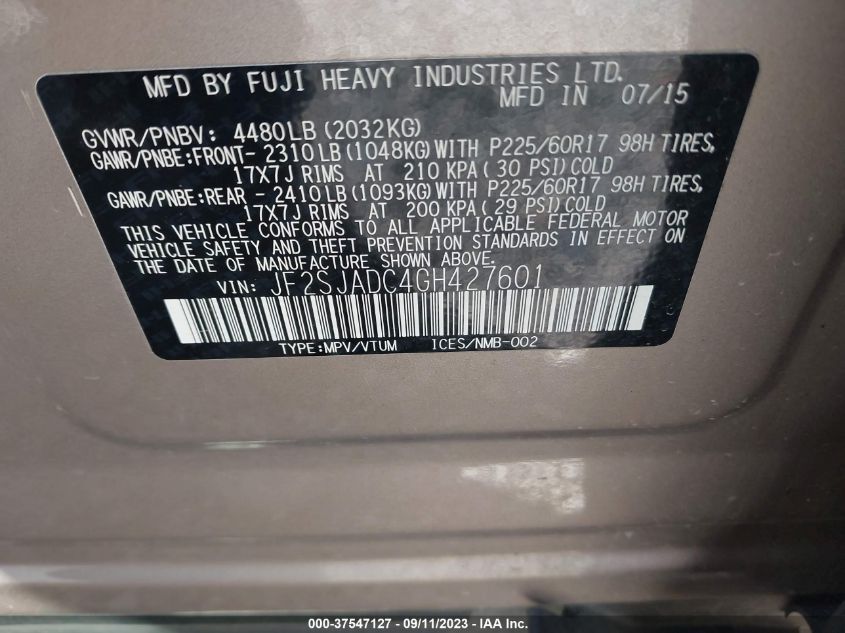 MFD BY FUJI HEAVY INDUSTRIES LTD.
MFD IN 07/15
GVWR/PNBV: 4480LB (2032KG)
GAWR/PNBE:FRONT- 2310LB (1048KG)WITH P225/60R17 98H TIRES,
17X7J RIMS AT 210 KPA (30 PSI)COLD
GAWR/PNBE:REAR - 2410LB (1093KG)WITH P225/60R17 98H TIRES,
17X7J RIMS AT 200 KPA (29 PSI)COLD
THIS VEHICLE CONFORMS TO ALL APPLICABLE FEDERAL MOTOR
VEHICLE SAFETY AND THEFT PREVENTION STANDARDS IN EFFECT ON
THE DATE OF MANUFACTURE SHOWN ABOVE.
VIN: JF2SJADC4GH427601
TYPE:MPV/VTUM ICES/NMB-002
000-37547127 - 09/11/2023 - IAA Inc.